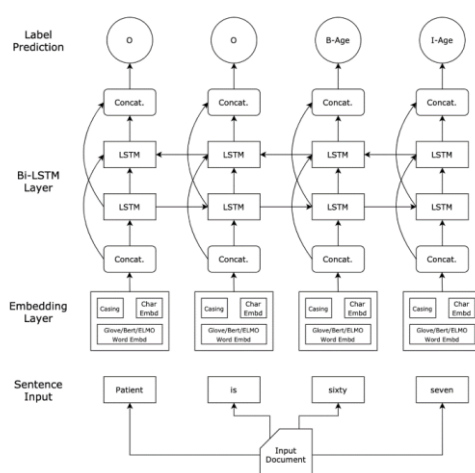 Label
Prediction
O
O
B-Age
I-Age
Concat.
Concat.
Concat.
Concat.
Bi-LSTM
Layer
LSTM
LSTM
LSTM
LSTM
LSTM
LSTM
LSTM
LSTM
Concat.
Concat.
Concat.
Concat.
Embedding
Layer
Casing
Char
Embd
Glove/Bert/ELMO
Word Embd
Casing
Char
Embd
Glove/Bert/ELMO
Word Embd
Casing
Char
Embd
Glove/Bert/ELMO
Word Embd
Casing
Char
Embd
Glove/Bert/ELMO
Word Embd
Sentence
Input
Patient
is
sixty
seven
Input
Document